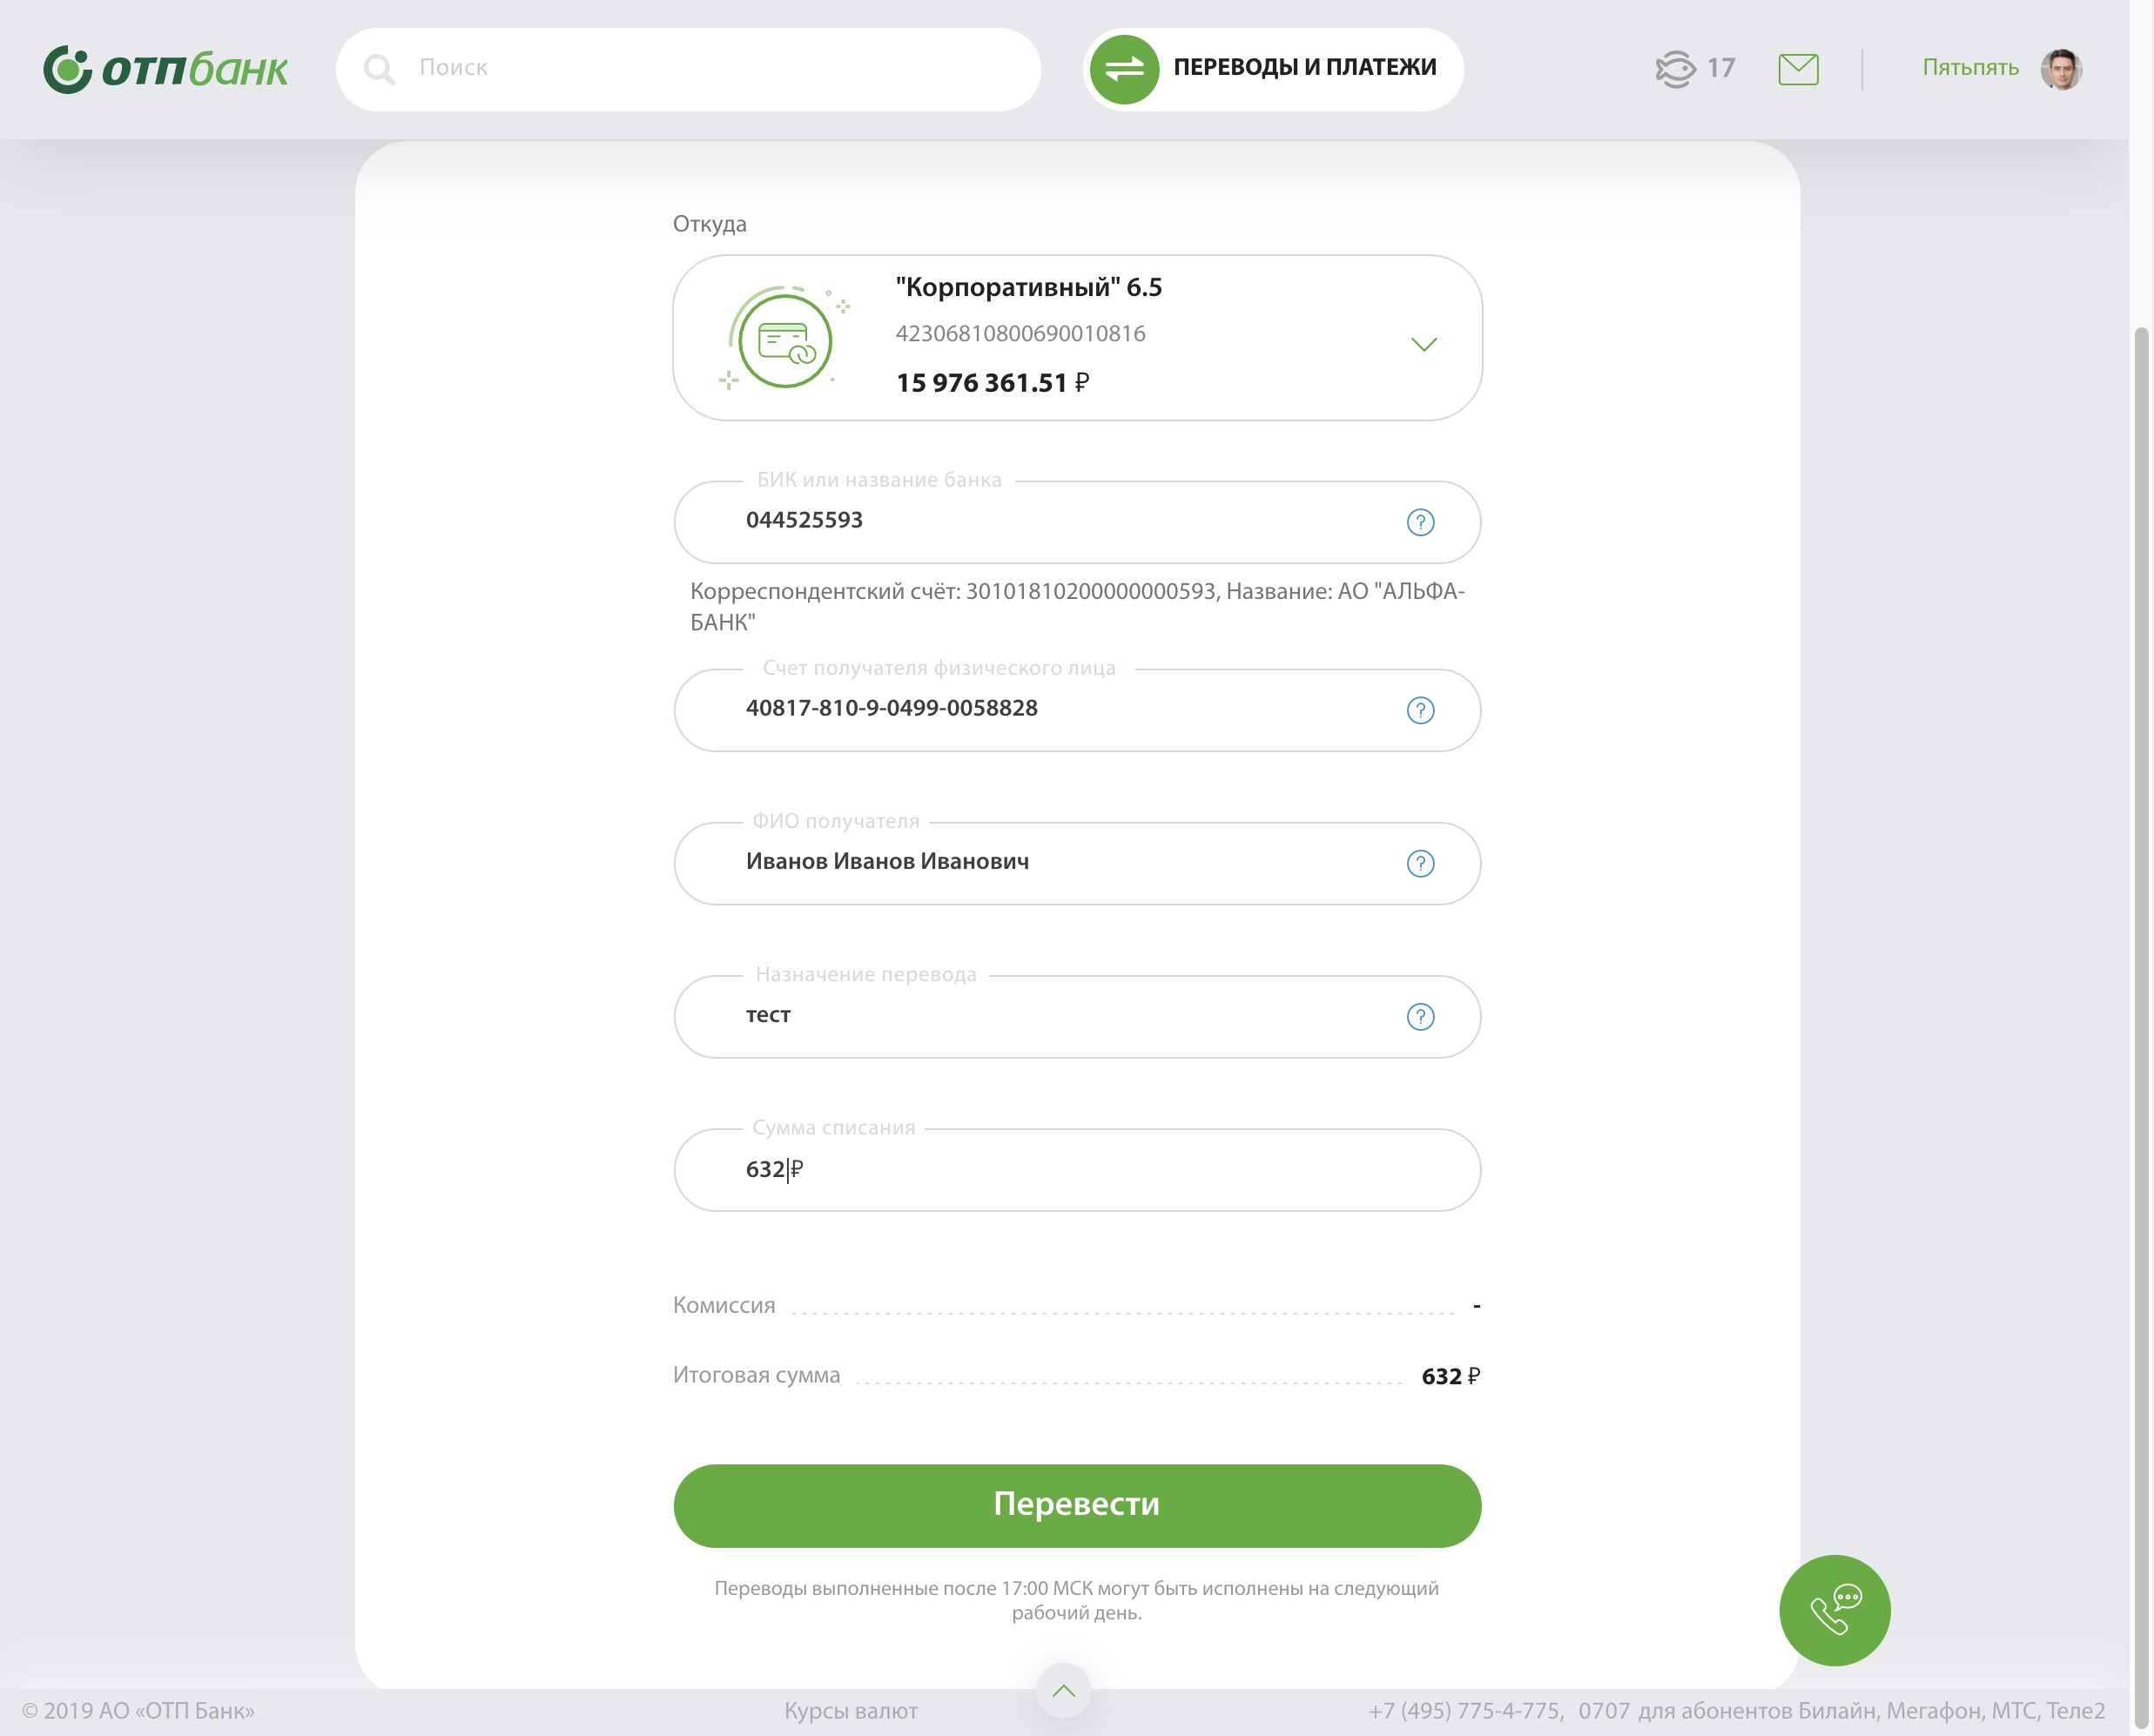 отпбанк
Поиск
ПЕРЕВОДЫ И ПЛАТЕЖИ
17
Пятьпять
Откуда
"Корпоративный" 6.5
42306810800690010816
15 976 361.51 ₽
БИК или название банка
044525593
?
Корреспондентский счёт: 30101810200000000593, Название: АО "АЛЬФА-
БАНК"
Счет получателя физического лица
40817-810-9-0499-0058828
?
ФИО получателя
Иванов Иванов Иванович
?
Назначение перевода
тест
?
Сумма списания
632 ₽
Комиссия -
Итоговая сумма 632 ₽
Перевести
Переводы выполненные после 17:00 МСК могут быть исполнены на следующий
рабочий день.
© 2019 АО «ОТП Банк»
Курсы валют
+7 (495) 775-4-775, 0707 для абонентов Билайн, Мегафон, МТС, Теле2